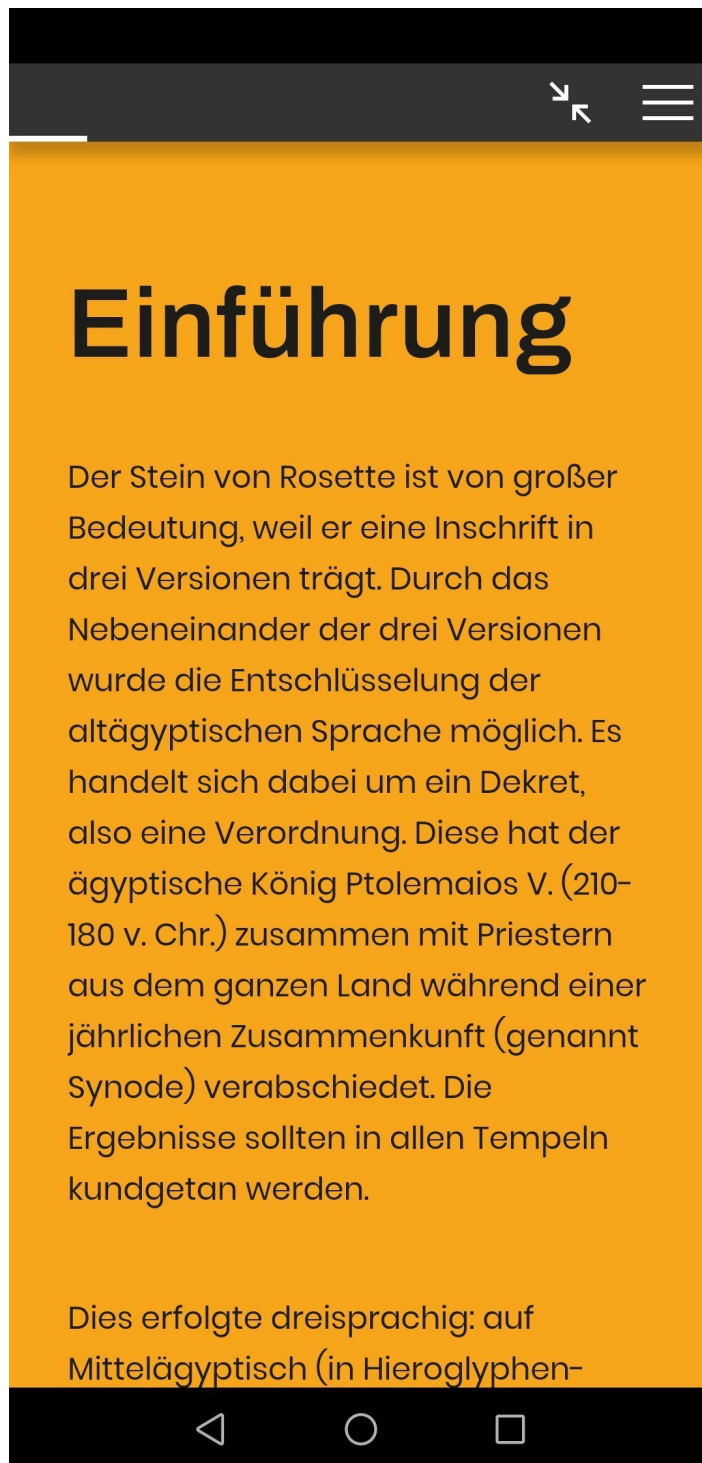 Einführung
Der Stein von Rosette ist von großer
Bedeutung, weil er eine Inschrift in
drei Versionen trägt. Durch das
Nebeneinander der drei Versionen
wurde die Entschlüsselung der
altägyptischen Sprache möglich. Es
handelt sich dabei um ein Dekret,
also eine Verordnung. Diese hat der
ägyptische König Ptolemaios V. (210-
180 v. Chr.) zusammen mit Priestern
aus dem ganzen Land während einer
jährlichen Zusammenkunft (genannt
Synode) verabschiedet. Die
Ergebnisse sollten in allen Tempeln
kundgetan werden.
Dies erfolgte dreisprachig: auf
Mittelägyptisch (in Hieroglyphen-